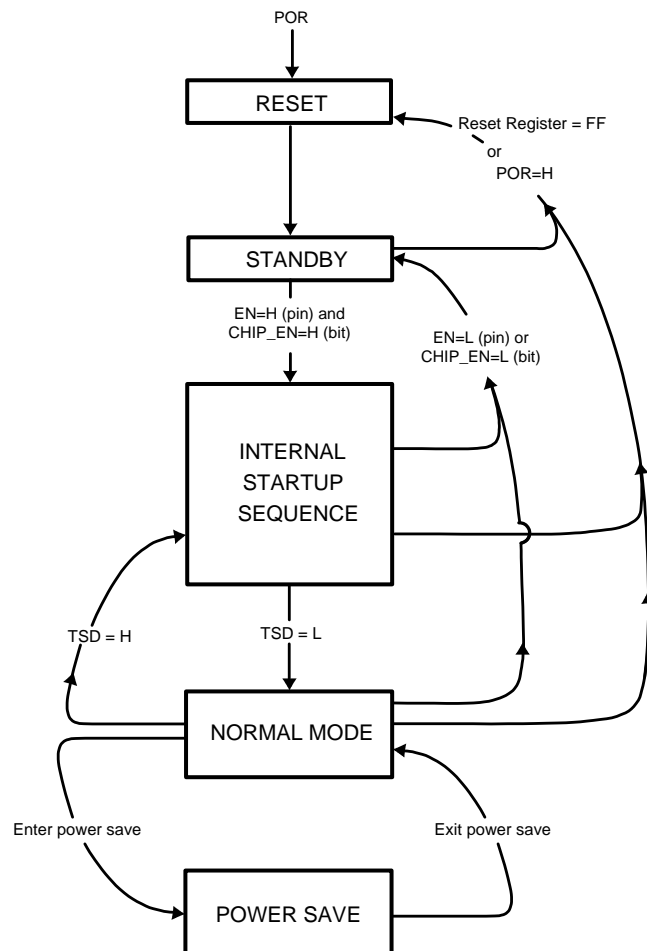 POR
RESET
Reset Register = FF
or
POR=H
STANDBY
EN=H (pin) and
CHIP_EN=H (bit)
EN=L (pin) or
CHIP_EN=L (bit)
INTERNAL
STARTUP
SEQUENCE
TSD = H
TSD = L
NORMAL MODE
Enter power save
Exit power save
POWER SAVE